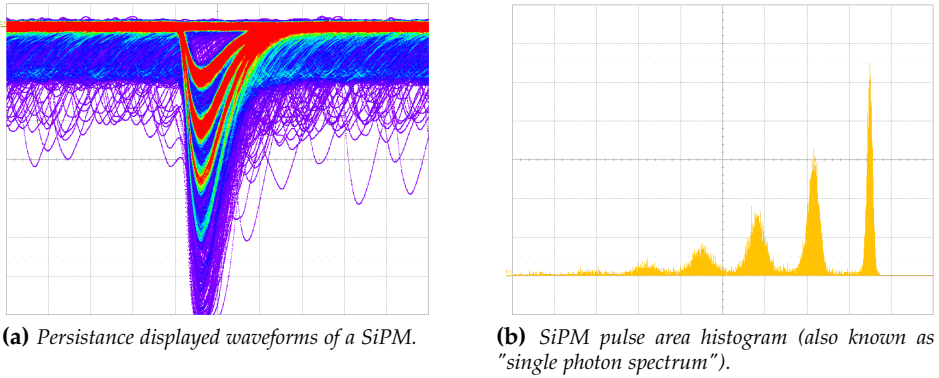 (a) Persistance displayed waveforms of a SiPM.
(b) SiPM pulse area histogram (also known as
"single photon spectrum").